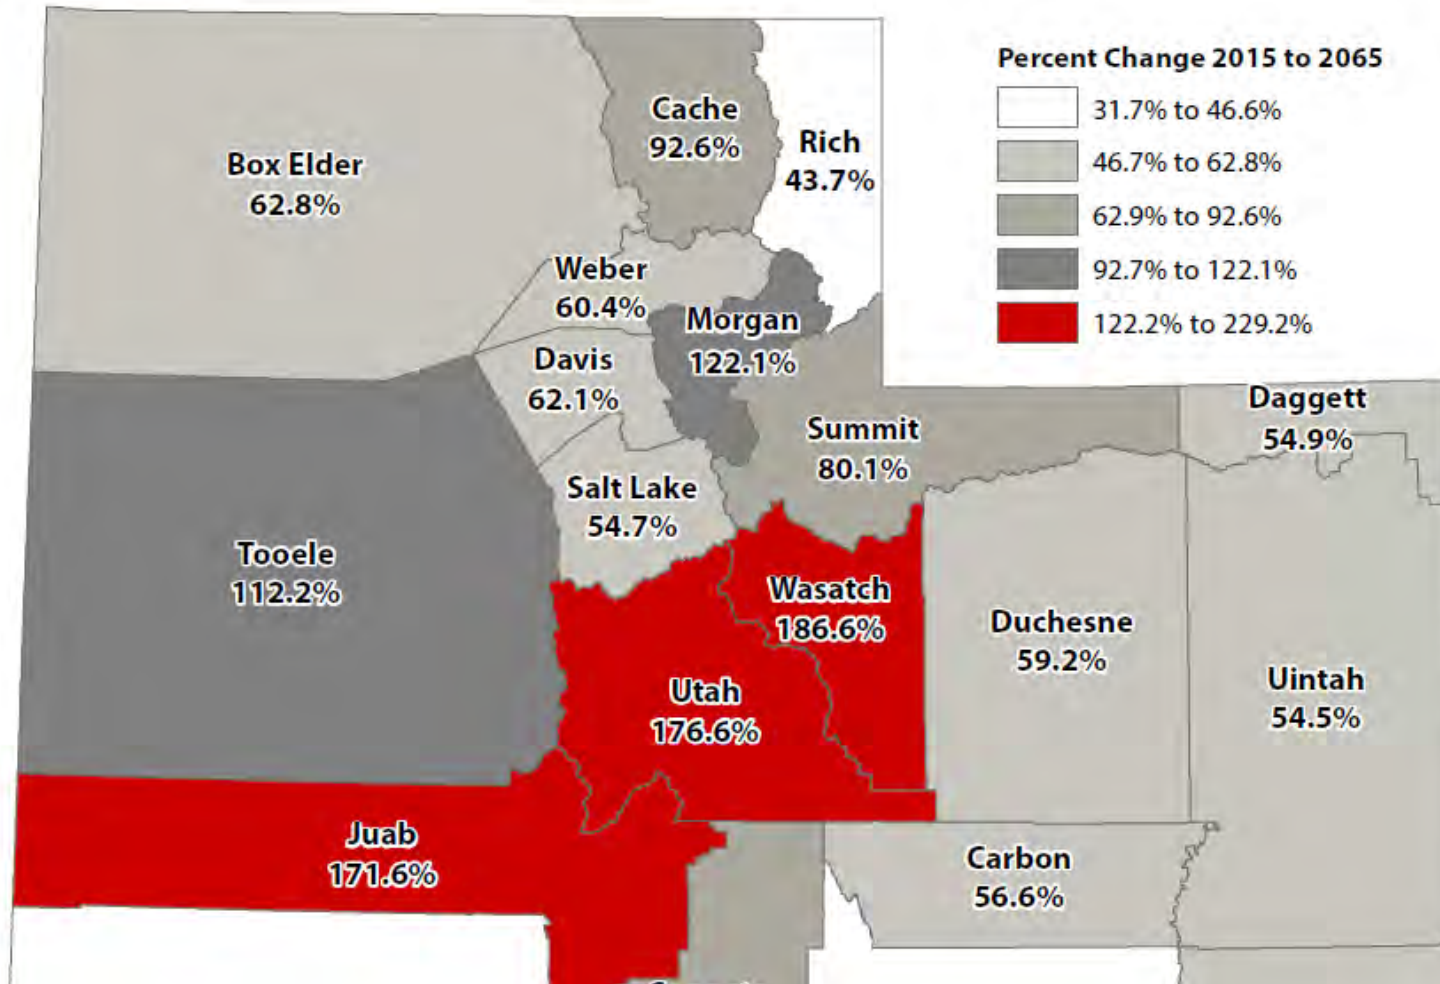 Percent Change 2015 to 2065
31.7% to 46.6%
46.7% to 62.8%
62.9% to 92.6%
92.7% to 122.1%
122.2% to 229.2%
Cache
92.6%
Rich
43.7%
Box Elder
62.8%
Weber
60.4%
Morgan
122.1%
Davis
62.1%
Daggett
54.9%
Summit
80.1%
Salt Lake
54.7%
Tooele
112.2%
Wasatch
186.6%
Duchesne
59.2%
Utah
176.6%
Uintah
54.5%
Juab
171.6%
Carbon
56.6%